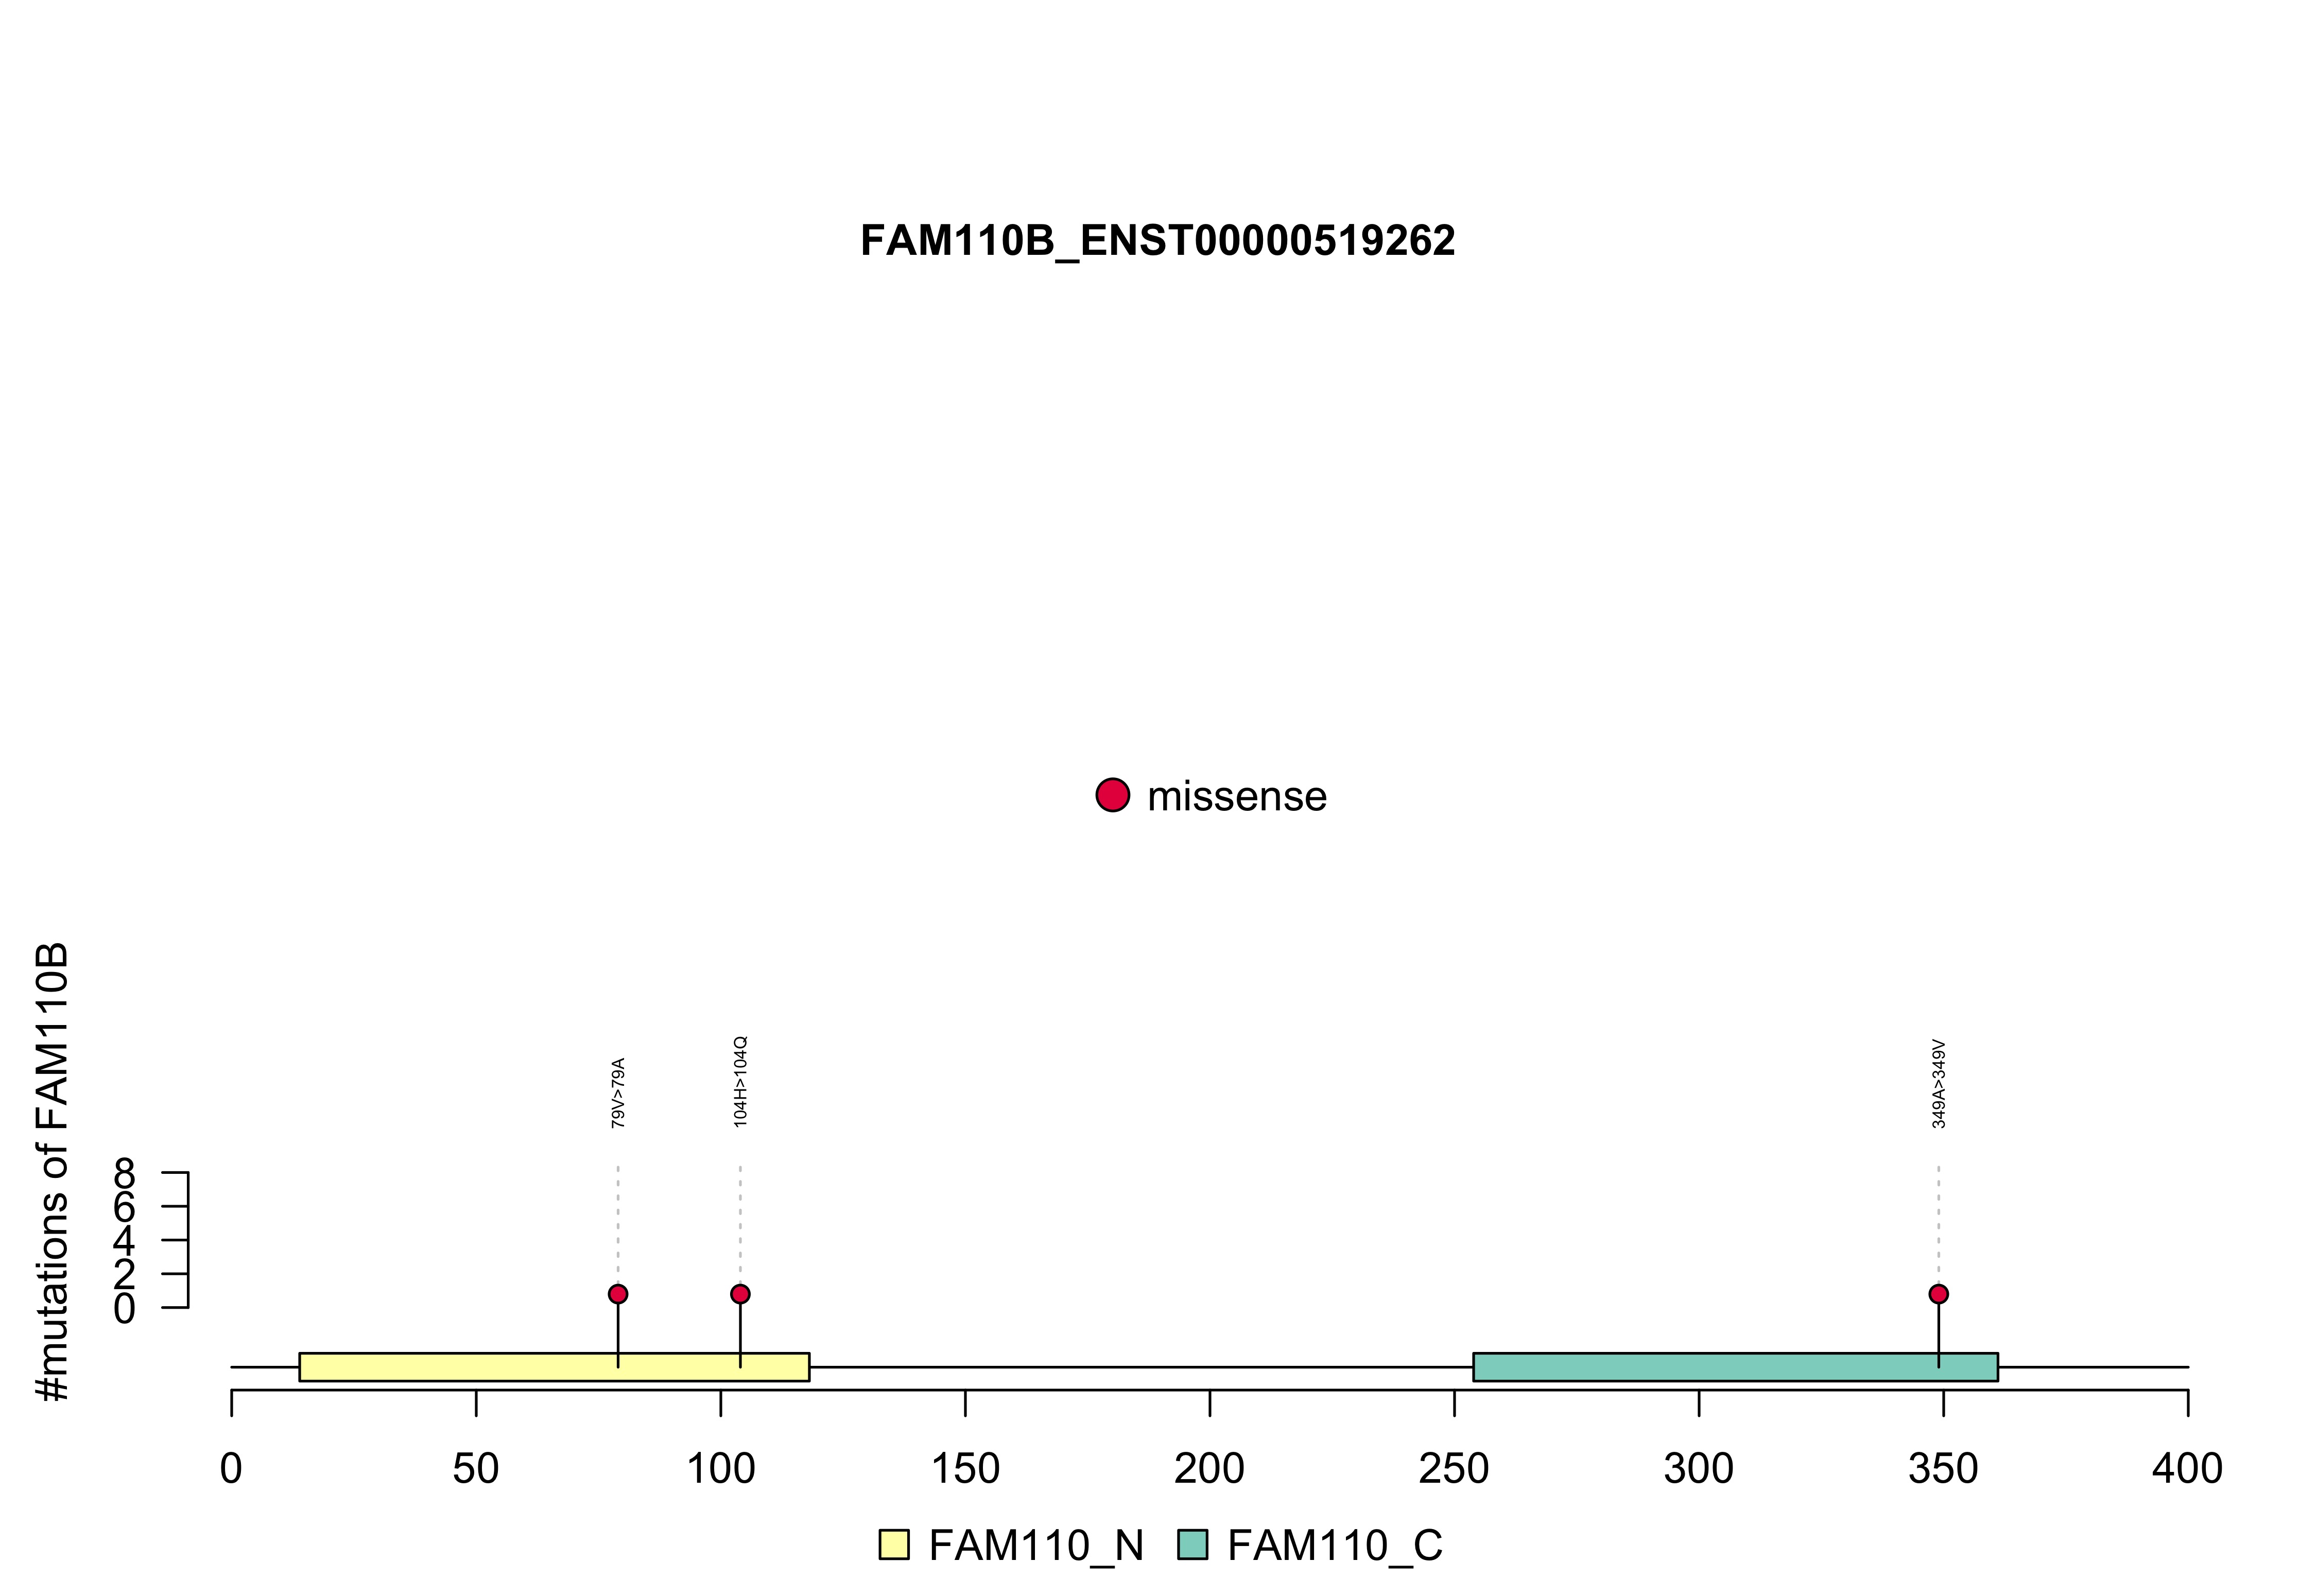 FAM110B_ENST00000519262
missense
#mutations of FAM110B
79V>79A
104H>104Q
349A>349V
8
6
4
2
0
0 50 100 150 200 250 300 350 400
FAM110_N FAM110_C